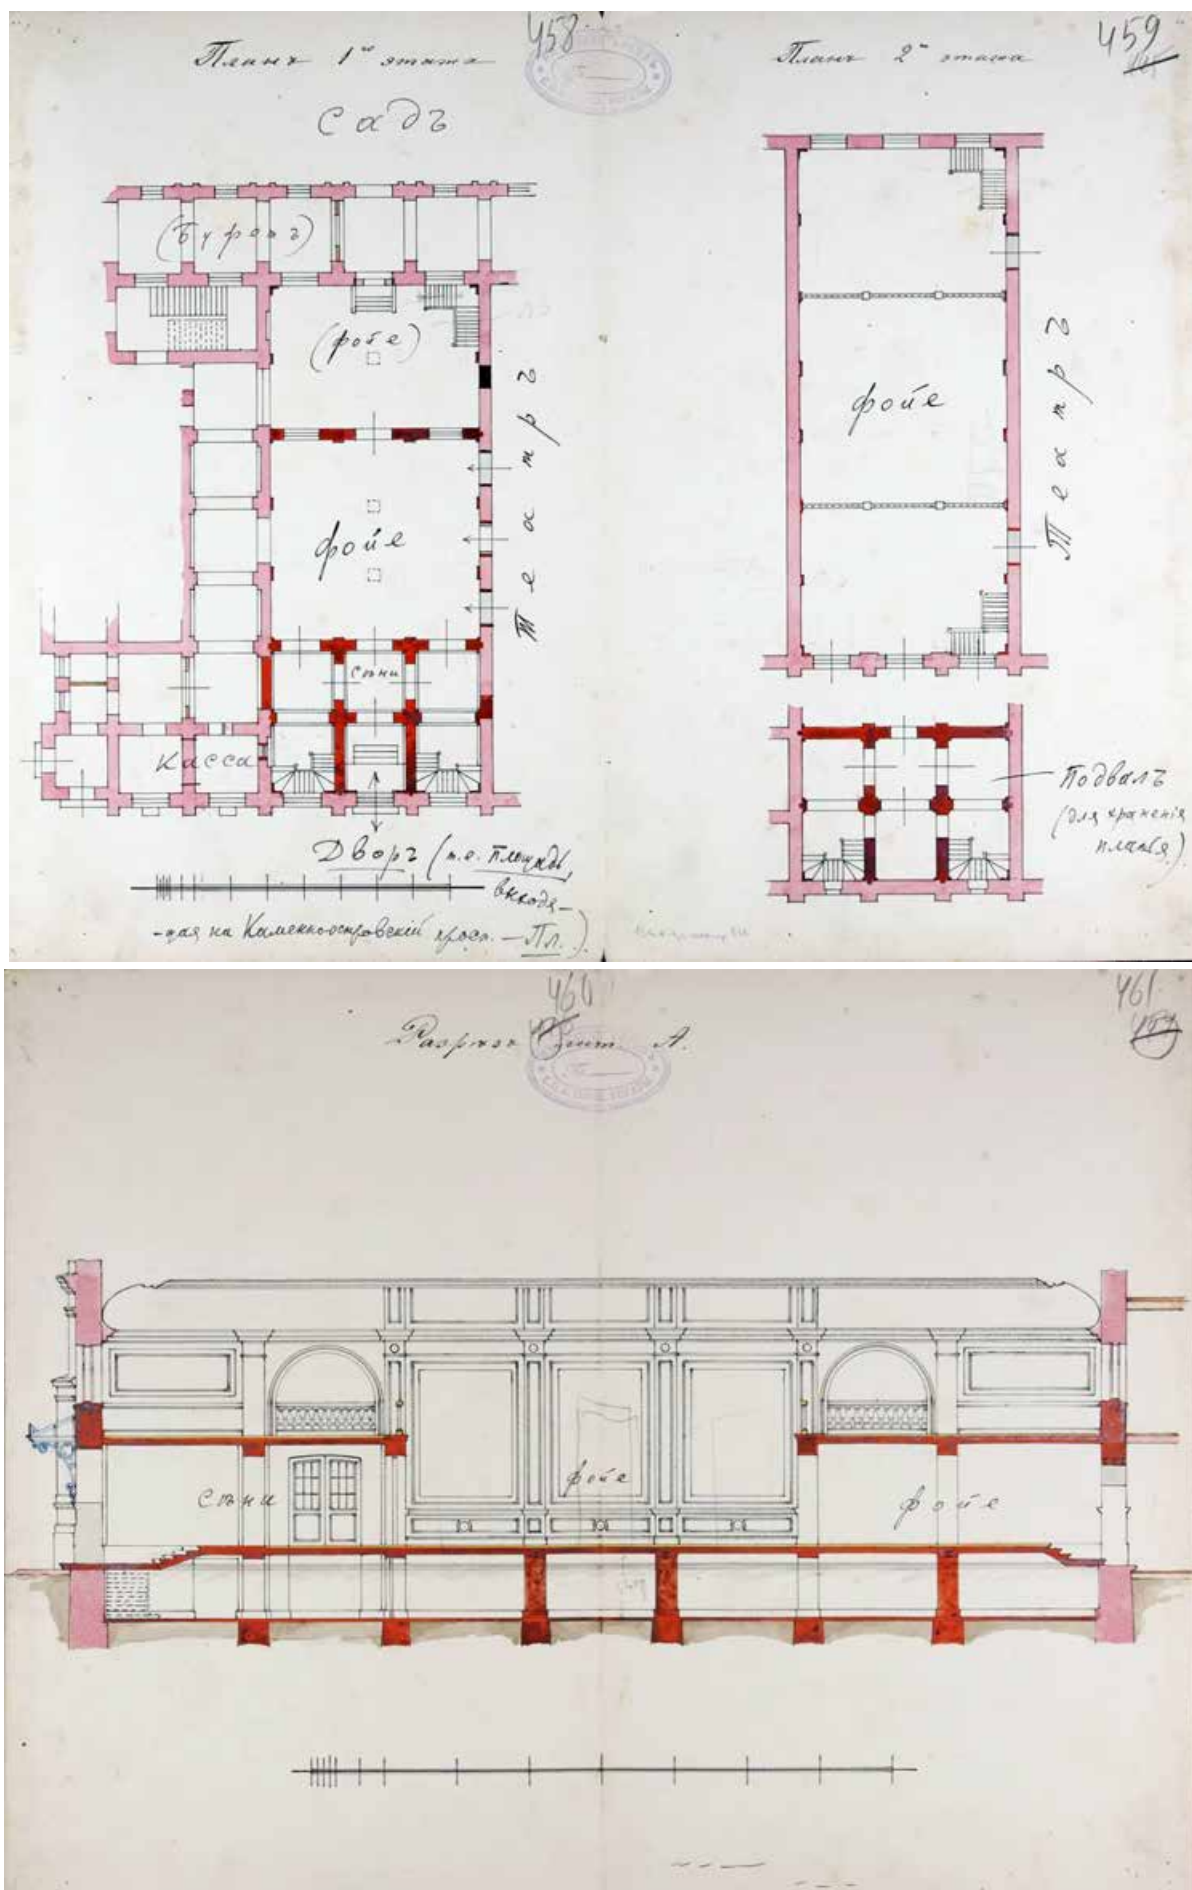 458
459
Планъ 1го этажа
Планъ 2го этажа
садъ
(Буфетъ)
(фойе)
фойе
Театръ
сѣни
касса
Дворъ (т.е. площадь,
выходя-
-щая на Каменноостровскій просп. — Пл.)
фойе
Театръ
Подвалъ
(для храненія
платья)
460
461
Разрѣзъ
А.
сѣни
фойе
фойе